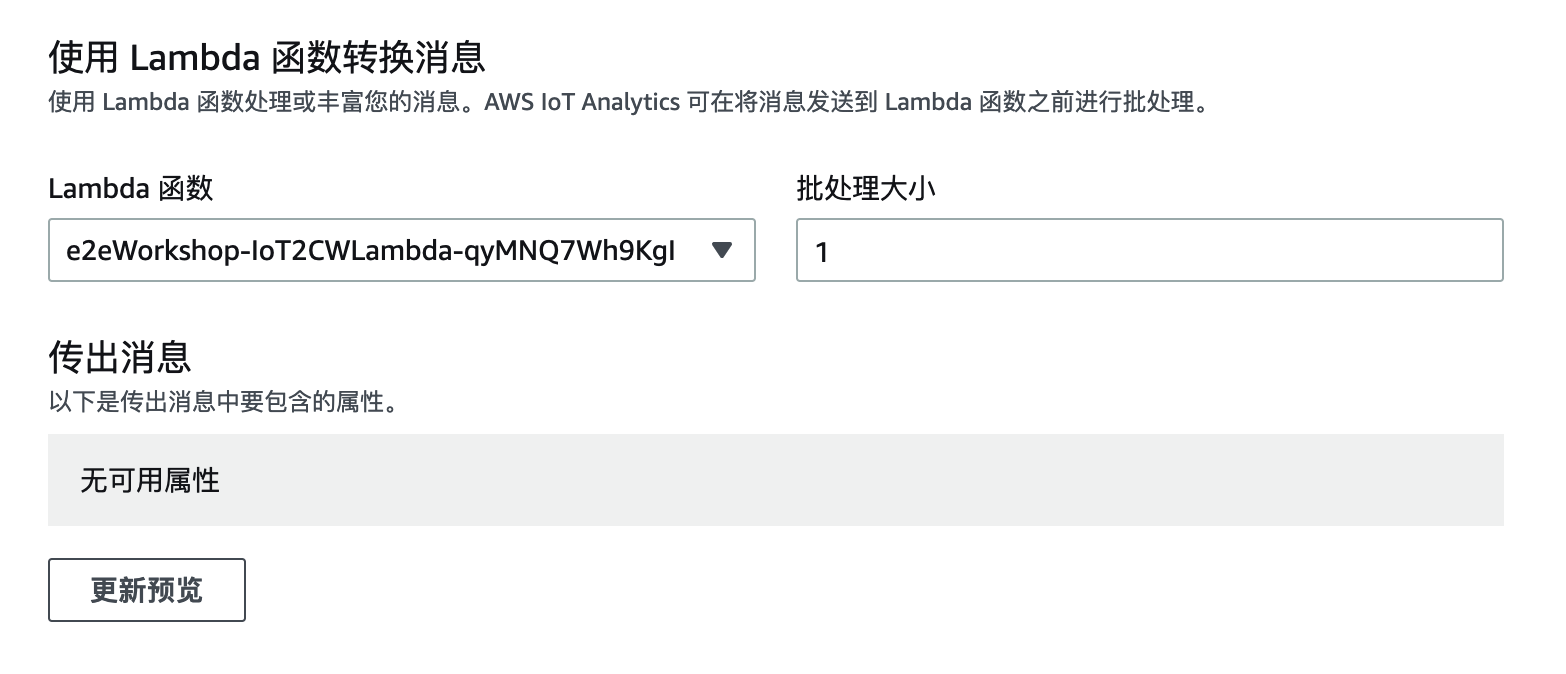 使用 Lambda 函数转换消息
使用 Lambda 函数处理或丰富您的消息。AWS IoT Analytics 可在将消息发送到 Lambda 函数之前进行批处理。
Lambda 函数
批处理大小
e2eWorkshop-IoT2CWLambda-qyMNQ7Wh9KgI
1
传出消息
以下是传出消息中要包含的属性。
无可用属性
更新预览